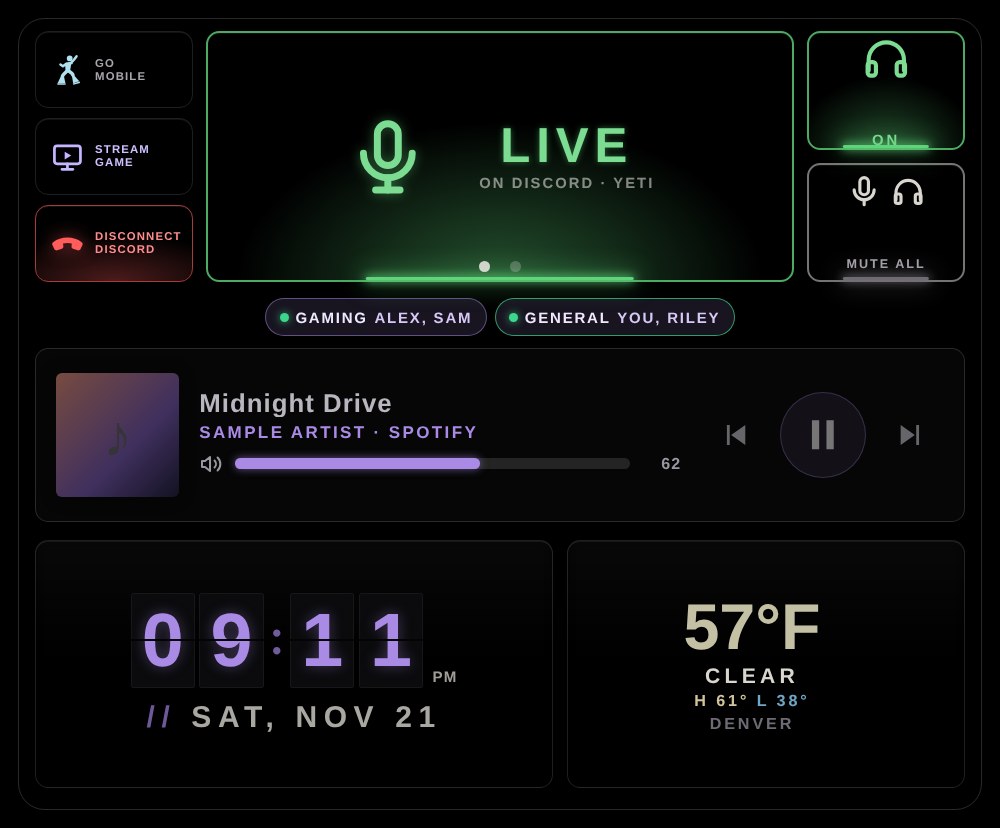 GO
MOBILE
STREAM
GAME
DISCONNECT
DISCORD
LIVE
ON DISCORD · YETI
ON
MUTE ALL
GAMING ALEX, SAM
GENERAL YOU, RILEY
Midnight Drive
SAMPLE ARTIST · SPOTIFY
62
09:11 PM
// SAT, NOV 21
57°F
CLEAR
H 61° L 38°
DENVER